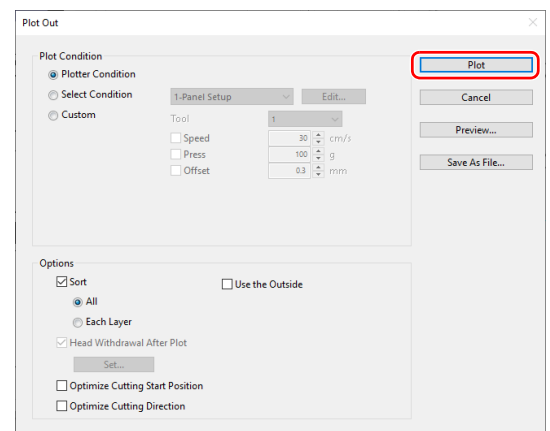 Plot Out
Plot Condition
Plotter Condition
Select Condition
1-Panel Setup
Edit...
Custom
Tool
1
Speed
30
cm/s
Press
100
g
Offset
0.3
mm
Plot
Cancel
Preview...
Save As File...
Options
Sort
Use the Outside
All
Each Layer
Head Withdrawal After Plot
Set...
Optimize Cutting Start Position
Optimize Cutting Direction